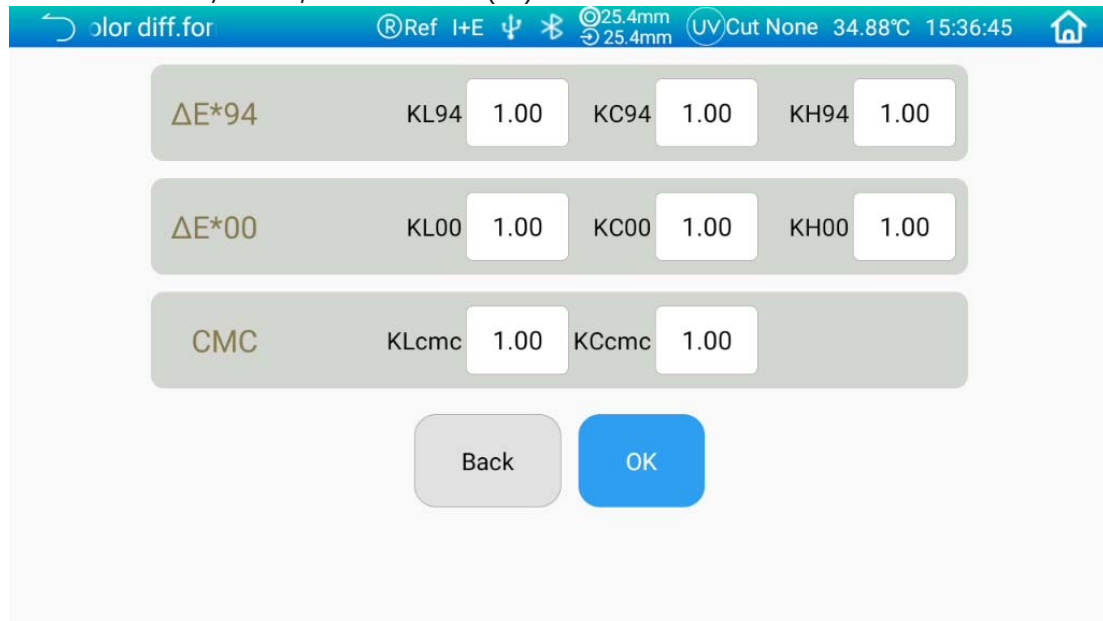 olor diff.for ®Ref I+E 25.4mm UV Cut None 34.88℃ 15:36:45
25.4mm
ΔE*94 KL94 1.00 KC94 1.00 KH94 1.00
ΔE*00 KL00 1.00 KC00 1.00 KH00 1.00
CMC KLcmc 1.00 KCcmc 1.00
Back OK